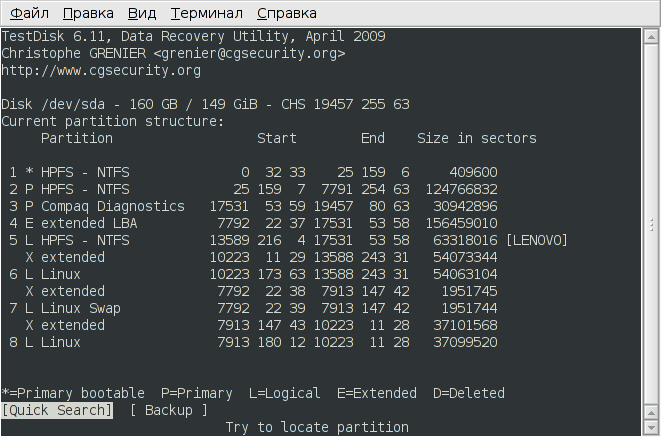 Файл Правка Вид Терминал Справка
TestDisk 6.11, Data Recovery Utility, April 2009
Christophe GRENIER <grenier@cgsecurity.org>
http://www.cgsecurity.org
Disk /dev/sda - 160 GB / 149 GiB - CHS 19457 255 63
Current partition structure:
Partition Start End Size in sectors
1 * HPFS - NTFS 0 32 33 25 159 6 409600
2 P HPFS - NTFS 25 159 7 7791 254 63 124766832
3 P Compaq Diagnostics 17531 53 59 19457 80 63 30942896
4 E extended LBA 7792 22 37 17531 53 58 156459010
5 L HPFS - NTFS 13589 216 4 17531 53 58 63318016 [LENOVO]
X extended 10223 11 29 13588 243 31 54073344
6 L Linux 10223 173 63 13588 243 31 54063104
X extended 7792 22 38 7913 147 42 1951745
7 L Linux Swap 7792 22 39 7913 147 42 1951744
X extended 7913 147 43 10223 11 28 37101568
8 L Linux 7913 180 12 10223 11 28 37099520
*=Primary bootable P=Primary L=Logical E=Extended D=Deleted
[Quick Search] [ Backup ]
Try to locate partition